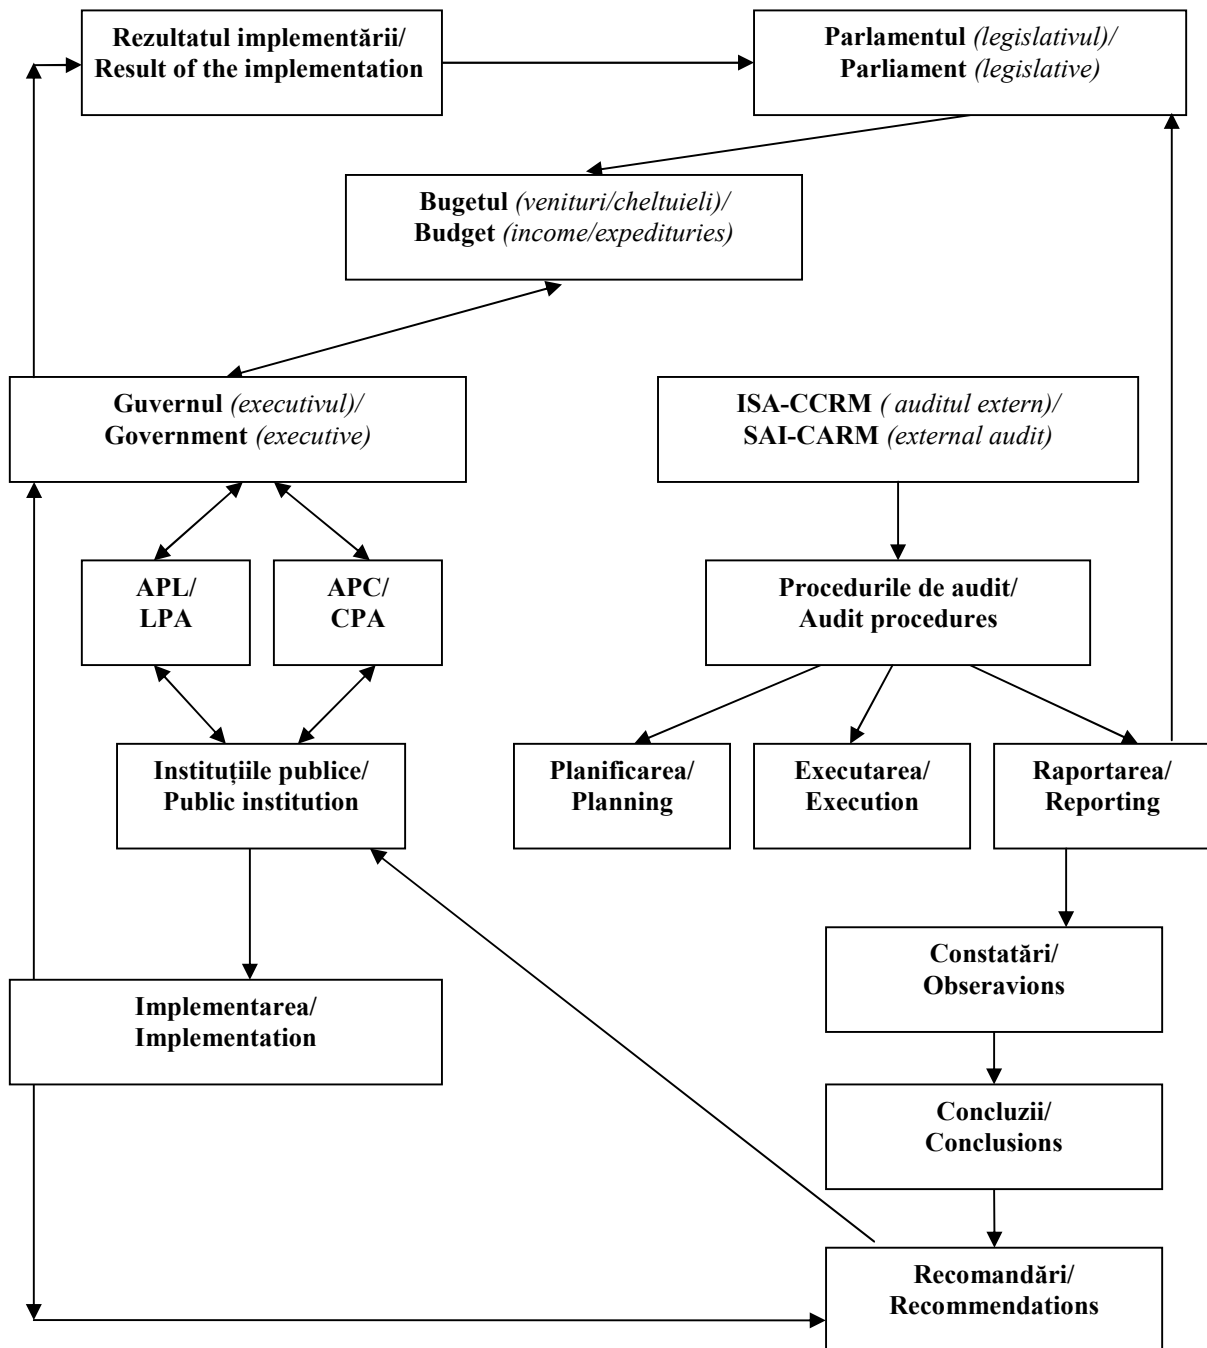 Rezultatul implementării/
Result of the implementation
Parlamentul (legislativul)/
Parliament (legislative)
Bugetul (venituri/cheltuieli)/
Budget (income/expedituries)
Guvernul (executivul)/
Government (executive)
ISA-CCRM ( auditul extern)/
SAI-CARM (external audit)
APL/
LPA
APC/
CPA
Procedurile de audit/
Audit procedures
Instituțiile publice/
Public institution
Planificarea/
Planning
Executarea/
Execution
Raportarea/
Reporting
Constatări/
Obseravions
Implementarea/
Implementation
Concluzii/
Conclusions
Recomandări/
Recommendations